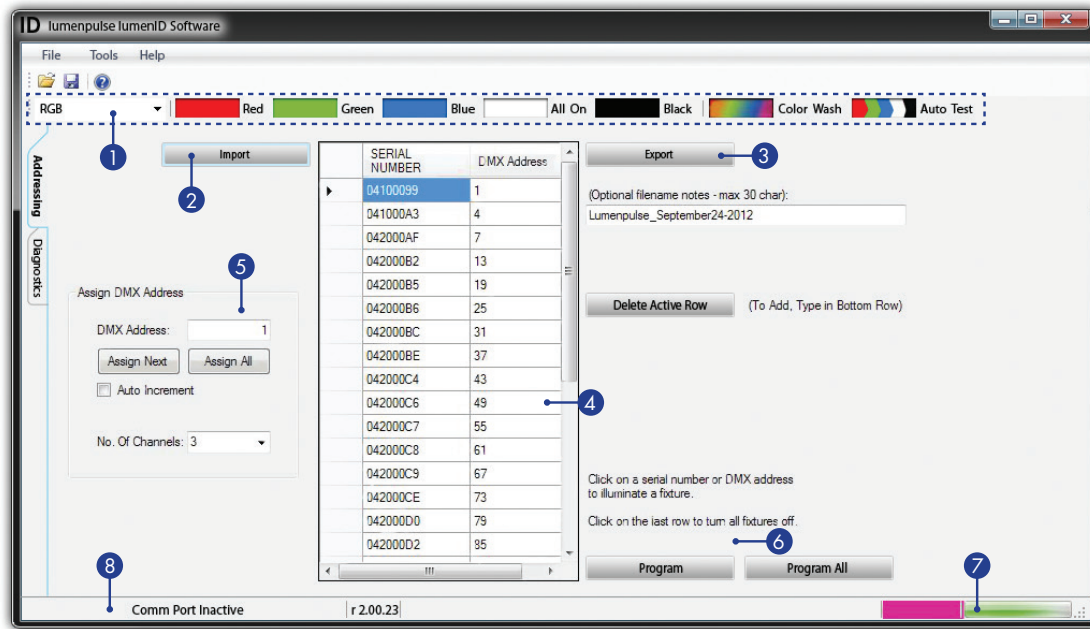 ID lumenpulse lumenID Software
File Tools Help
RGB Red Green Blue All On Black Color Wash Auto Test
1
Addressing
Diagnostics
Import
2
SERIAL NUMBER DMX Address
04100099 1
041000A3 4
042000AF 7
042000B2 13
042000B5 19
042000B6 25
042000BC 31
042000BE 37
042000C4 43
042000C6 49
042000C7 55
042000C8 61
042000C9 67
042000CE 73
042000D0 79
042000D2 85
4
Export
3
(Optional filename notes - max 30 char):
Lumenpulse_September24-2012
5
Assign DMX Address
DMX Address: 1
Assign Next Assign All
Auto Increment
No. Of Channels: 3
Delete Active Row (To Add, Type in Bottom Row)
Click on a serial number or DMX address
to illuminate a fixture.
Click on the last row to turn all fixtures off.
6
Program Program All
8
7
Comm Port Inactive r 2.00.23